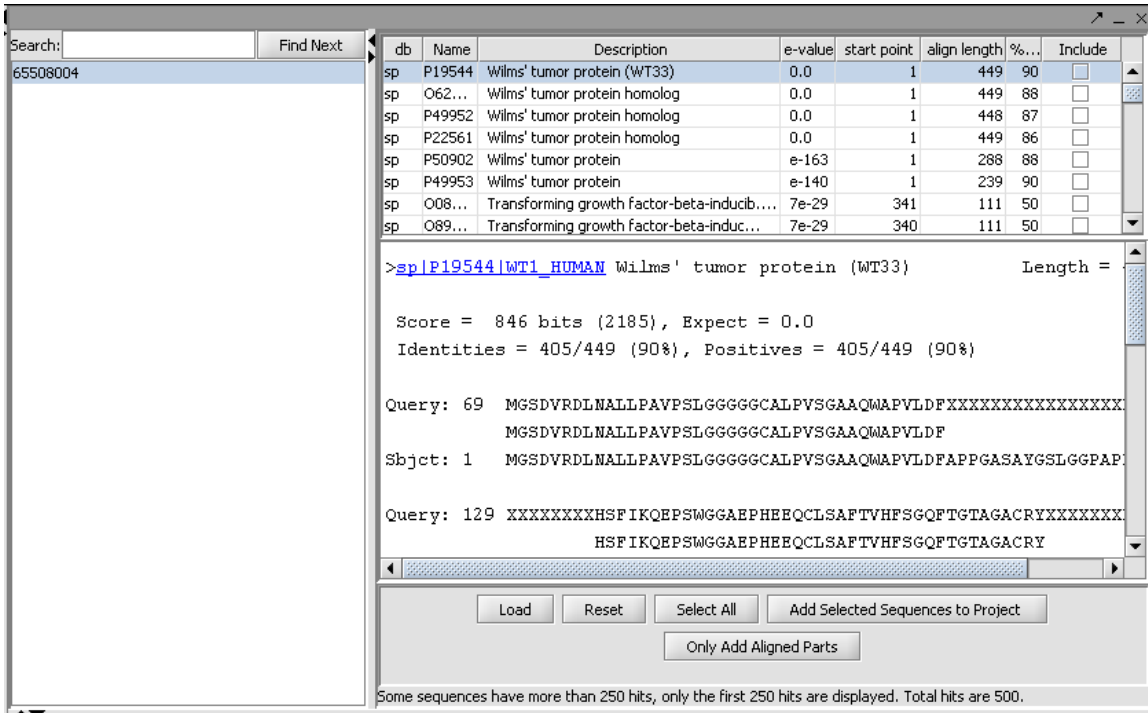 Search: Find Next
65508004
db Name Description e-value start point align length %... Include
sp P19544 Wilms' tumor protein (WT33) 0.0 1 449 90
sp O62... Wilms' tumor protein homolog 0.0 1 449 88
sp P49952 Wilms' tumor protein homolog 0.0 1 448 87
sp P22561 Wilms' tumor protein homolog 0.0 1 449 86
sp P50902 Wilms' tumor protein e-163 1 288 88
sp P49953 Wilms' tumor protein e-140 1 239 90
sp O08... Transforming growth factor-beta-inducib.... 7e-29 341 111 50
sp O89... Transforming growth factor-beta-induc... 7e-29 340 111 50
>sp|P19544|WT1_HUMAN Wilms' tumor protein (WT33) Length =
Score = 846 bits (2185), Expect = 0.0
Identities = 405/449 (90%), Positives = 405/449 (90%)
Query: 69 MGSDVRDLNALLPAVPSLGGGGGCALPVSGAAQWAPVLDFXXXXXXXXXXXXXXXXX
MGSDVRDLNALLPAVPSLGGGGGCALPVSGAAQWAPVLDF
Sbjct: 1 MGSDVRDLNALLPAVPSLGGGGGCALPVSGAAQWAPVLDFAPPGASAYGSLGGPAP
Query: 129 XXXXXXXXHSFIKQEPSWGGAEPHEEQCLSAFTVHFSGQFTGTAGACRYXXXXXXX
HSFIKQEPSWGGAEPHEEQCLSAFTVHFSGQFTGTAGACRY
Load Reset Select All Add Selected Sequences to Project
Only Add Aligned Parts
Some sequences have more than 250 hits, only the first 250 hits are displayed. Total hits are 500.